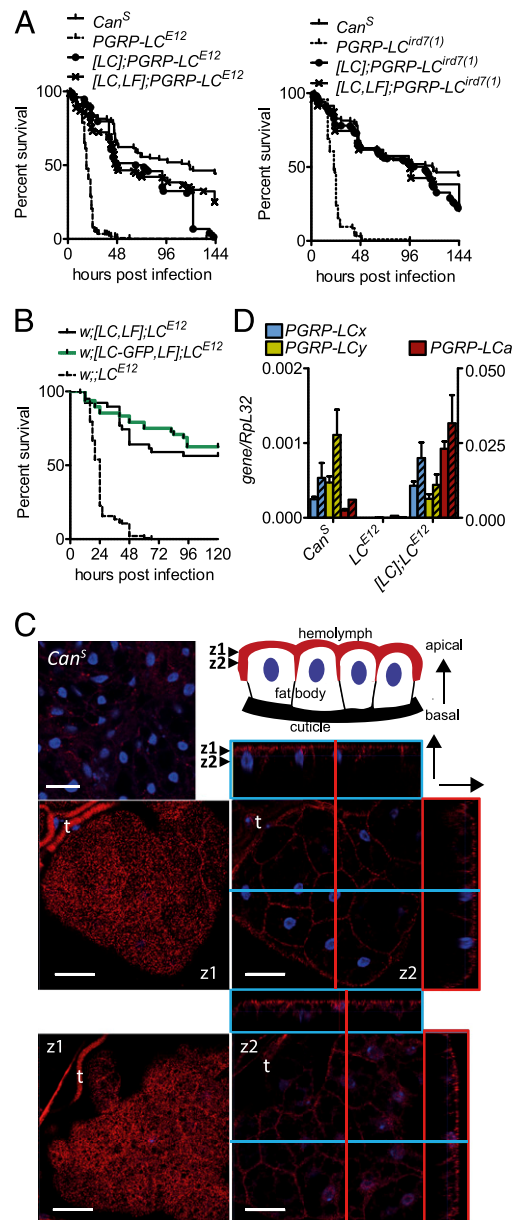 A
Can^S
PGRP-LC^E12
[LC];PGRP-LC^E12
[LC,LF];PGRP-LC^E12
Percent survival
100
50
0
0 48 96 144
hours post infection
Can^S
PGRP-LC^ird7(1)
[LC];PGRP-LC^ird7(1)
[LC,LF];PGRP-LC^ird7(1)
Percent survival
100
50
0
0 48 96 144
hours post infection
B
w;[LC,LF];LC^E12
w;[LC-GFP,LF];LC^E12
w;;LC^E12
Percent survival
100
50
0
0 24 48 72 96 120
hours post infection
D
PGRP-LCx
PGRP-LCy
PGRP-LCa
gene/RpL32
0.001
0.000
0.050
0.025
0.000
Can^S
LC^E12
[LC];LC^E12
C
Can^S
z1
z2
hemolymph
fat body
cuticle
apical
basal
z1
z2
t
z1
t
z2
z1
t
z2
t